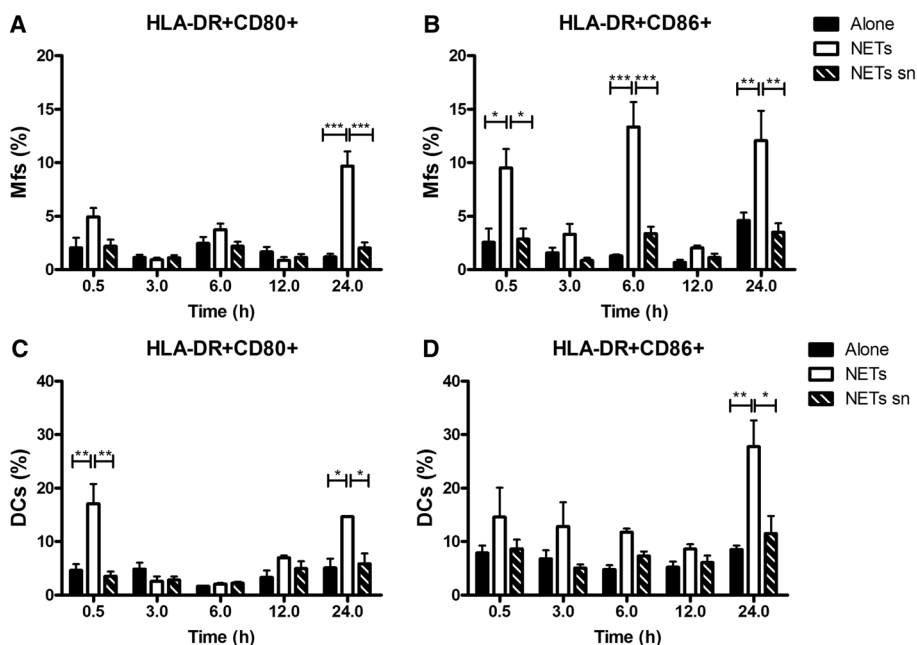 A
HLA-DR+CD80+
20
15
10
5
0
Mfs (%)
*** ***
0.5 3.0 6.0 12.0 24.0
Time (h)
B
HLA-DR+CD86+
20
15
10
5
0
Mfs (%)
* *
*** ***
** **
0.5 3.0 6.0 12.0 24.0
Time (h)
Alone
NETs
NETs sn
C
HLA-DR+CD80+
40
30
20
10
0
DCs (%)
** **
* *
0.5 3.0 6.0 12.0 24.0
Time (h)
D
HLA-DR+CD86+
40
30
20
10
0
DCs (%)
** *
0.5 3.0 6.0 12.0 24.0
Time (h)
Alone
NETs
NETs sn